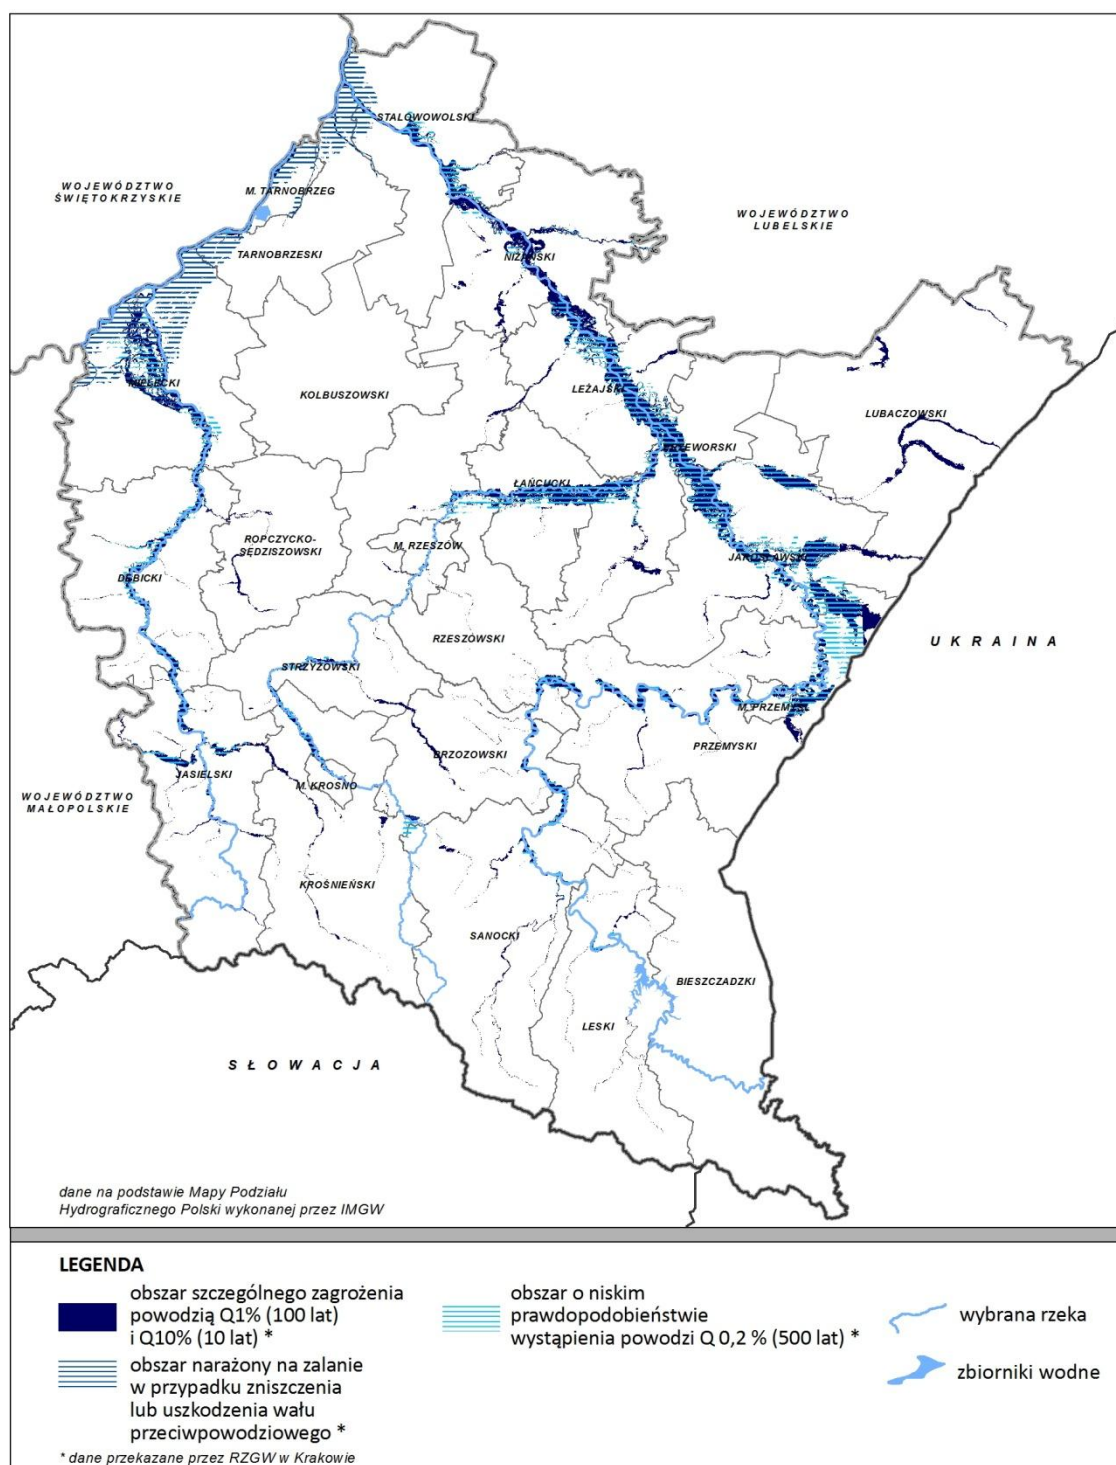 STALOWOWOLSKI
WOJEWÓDZTWO
ŚWIĘTOKRZYSKIE
M. TARNOBRZEG
WOJEWÓDZTWO
LUBELSKIE
TARNOBRZESKI
NIŻAŃSKI
MIELECKI
KOLBUSZOWSKI
LEŻAJSKI
LUBACZOWSKI
PRZEWORSKI
ŁAŃCUCKI
ROPCZYCKO-
SĘDZISZOWSKI
M. RZESZÓW
JAROSŁAWSKI
DĘBICKI
RZESZOWSKI
UKRAINA
STRZYŻOWSKI
M. PRZEMYŚL
BRZOZOWSKI
PRZEMYSKI
JASIELSKI
M. KROSNO
WOJEWÓDZTWO
MAŁOPOLSKIE
KROŚNIEŃSKI
SANOCKI
BIESZCZADZKI
LESKI
SŁOWACJA
dane na podstawie Mapy Podziału
Hydrograficznego Polski wykonanej przez IMGW
LEGENDA
obszar szczególnego zagrożenia
powodzią Q1% (100 lat)
i Q10% (10 lat) *
obszar narażony na zalanie
w przypadku zniszczenia
lub uszkodzenia wału
przeciwpowodziowego *
obszar o niskim
prawdopodobieństwie
wystąpienia powodzi Q 0,2 % (500 lat) *
wybrana rzeka
zbiorniki wodne
* dane przekazane przez RZGW w Krakowie